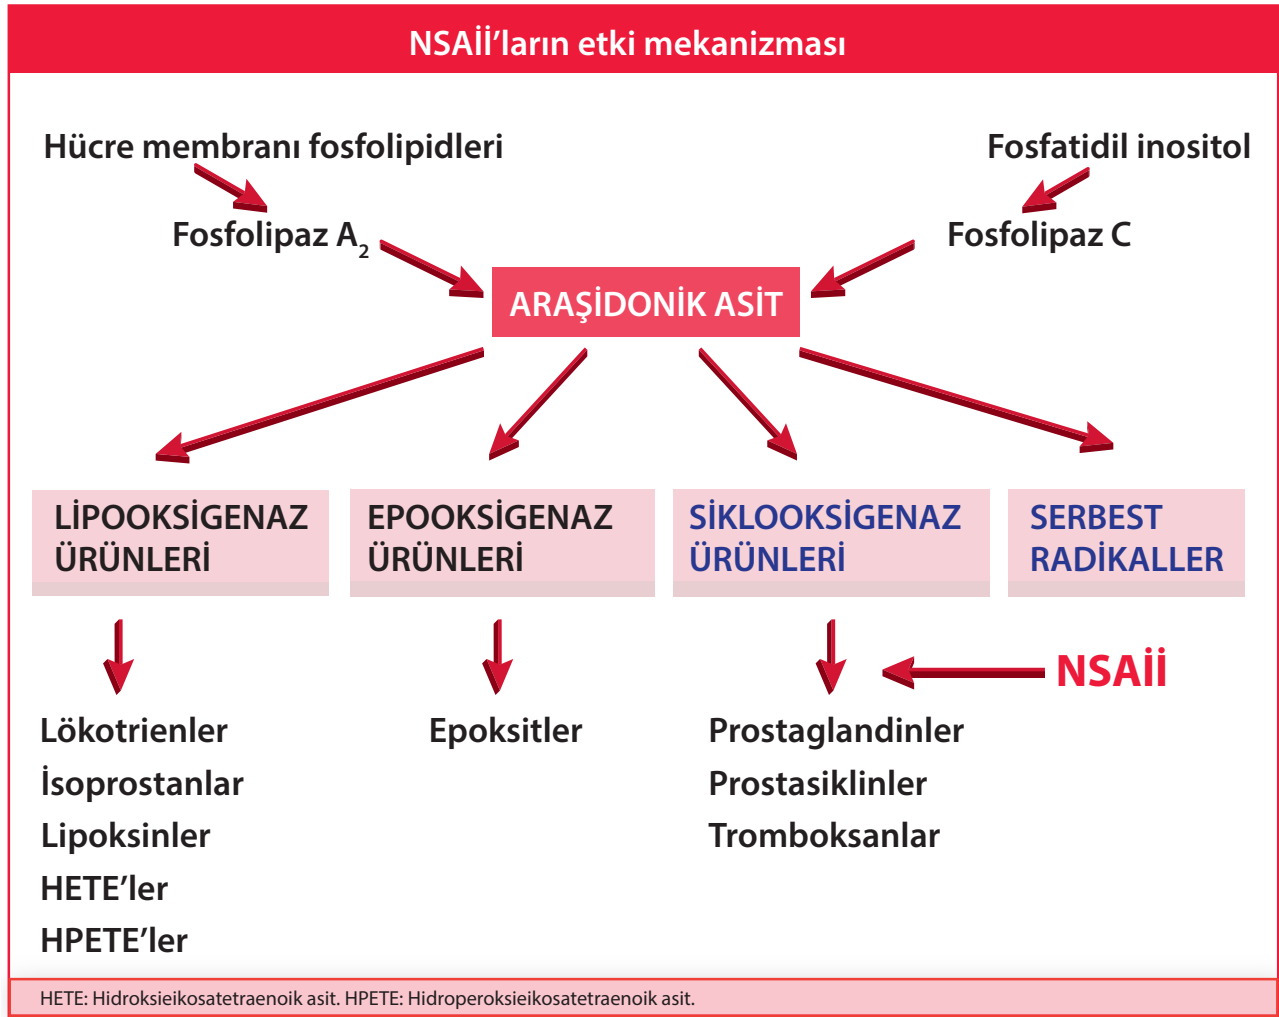 NSAİİ'ların etki mekanizması
Hücre membranı fosfolipidleri
Fosfatidil inositol
Fosfolipaz A₂
Fosfolipaz C
ARAŞİDONİK ASİT
LİPOOKSİGENAZ
ÜRÜNLERİ
EPOOKSİGENAZ
ÜRÜNLERİ
SİKLOOKSİGENAZ
ÜRÜNLERİ
SERBEST
RADİKALLER
NSAİİ
Lökotrienler
İsoprostanlar
Lipoksinler
HETE'ler
HPETE'ler
Epoksitler
Prostaglandinler
Prostasiklinler
Tromboksanlar
HETE: Hidroksieikosatetraenoik asit. HPETE: Hidroperoksieikosatetraenoik asit.